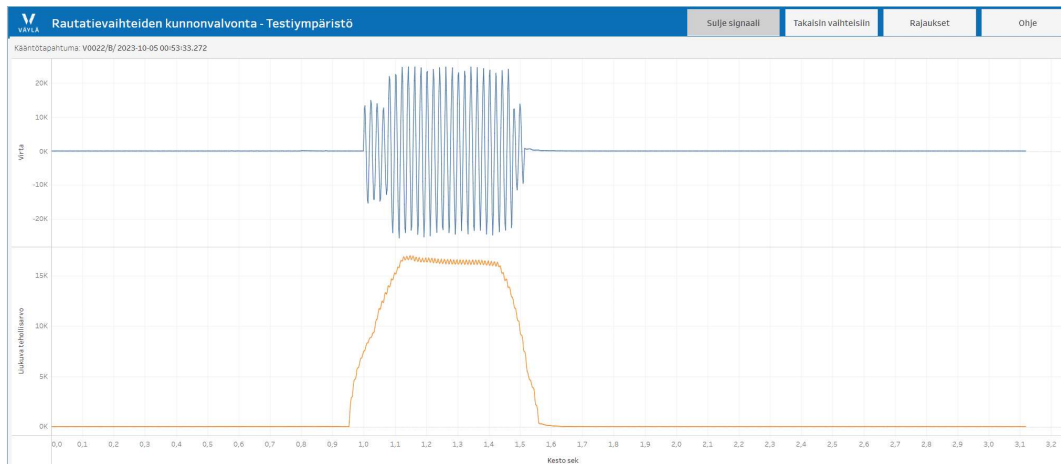 VÄYLÄ
Rautatievaihteiden kunnonvalvonta - Testiympäristö
Sulje signaali
Takaisin vaihteisiin
Rajaukset
Ohje
Kääntötapahtuma: V0022/B/ 2023-10-05 00:53:33.272
Virta
20K
10K
0K
-10K
-20K
Liukuva tehollisarvo
15K
10K
5K
0K
0,0 0,1 0,2 0,3 0,4 0,5 0,6 0,7 0,8 0,9 1,0 1,1 1,2 1,3 1,4 1,5 1,6 1,7 1,8 1,9 2,0 2,1 2,2 2,3 2,4 2,5 2,6 2,7 2,8 2,9 3,0 3,1 3,2
Kesto sek